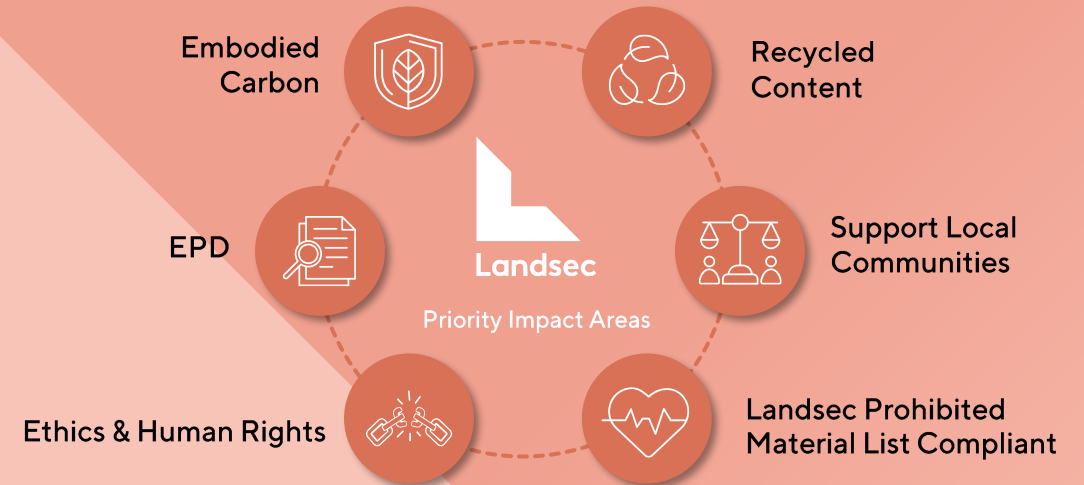 Embodied
Carbon
Recycled
Content
EPD
Landsec
Support Local
Communities
Priority Impact Areas
Ethics & Human Rights
Landsec Prohibited
Material List Compliant